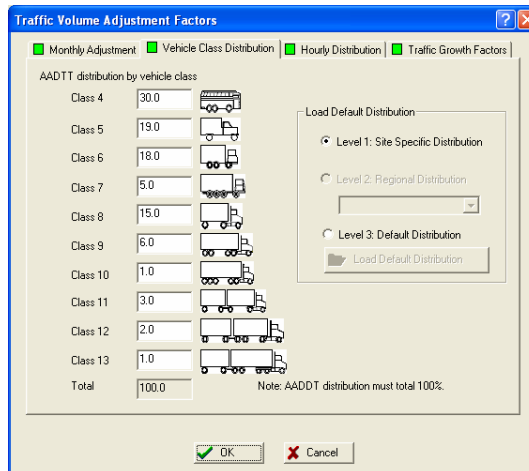 Traffic Volume Adjustment Factors
Monthly Adjustment Vehicle Class Distribution Hourly Distribution Traffic Growth Factors
AADTT distribution by vehicle class
Class 4 30.0
Class 5 19.0
Class 6 18.0
Class 7 5.0
Class 8 15.0
Class 9 6.0
Class 10 1.0
Class 11 3.0
Class 12 2.0
Class 13 1.0
Total 100.0
Load Default Distribution
Level 1: Site Specific Distribution
Level 2: Regional Distribution
Level 3: Default Distribution
Load Default Distribution
Note: AADDT distribution must total 100%.
OK Cancel